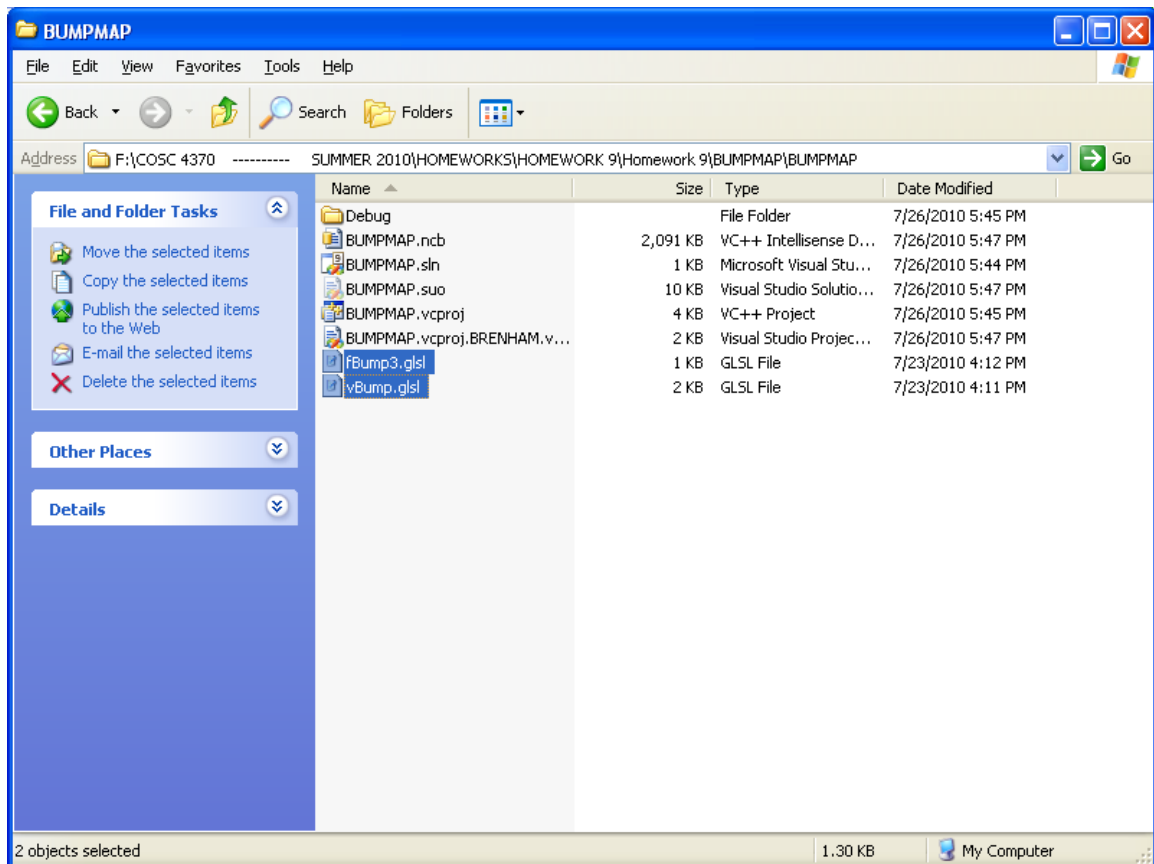 BUMPMAP
File Edit View Favorites Tools Help
Back Search Folders
Address F:\COSC 4370 ---------- SUMMER 2010\HOMEWORKS\HOMEWORK 9\Homework 9\BUMPMAP\BUMPMAP Go
File and Folder Tasks
Move the selected items
Copy the selected items
Publish the selected items
to the Web
E-mail the selected items
Delete the selected items
Other Places
Details
Name Size Type Date Modified
Debug File Folder 7/26/2010 5:45 PM
BUMPMAP.ncb 2,091 KB VC++ Intellisense D... 7/26/2010 5:47 PM
BUMPMAP.sln 1 KB Microsoft Visual Stu... 7/26/2010 5:44 PM
BUMPMAP.suo 10 KB Visual Studio Solutio... 7/26/2010 5:47 PM
BUMPMAP.vcproj 4 KB VC++ Project 7/26/2010 5:45 PM
BUMPMAP.vcproj.BRENHAM.v... 2 KB Visual Studio Projec... 7/26/2010 5:47 PM
fBump3.glsl 1 KB GLSL File 7/23/2010 4:12 PM
vBump.glsl 2 KB GLSL File 7/23/2010 4:11 PM
2 objects selected 1.30 KB My Computer